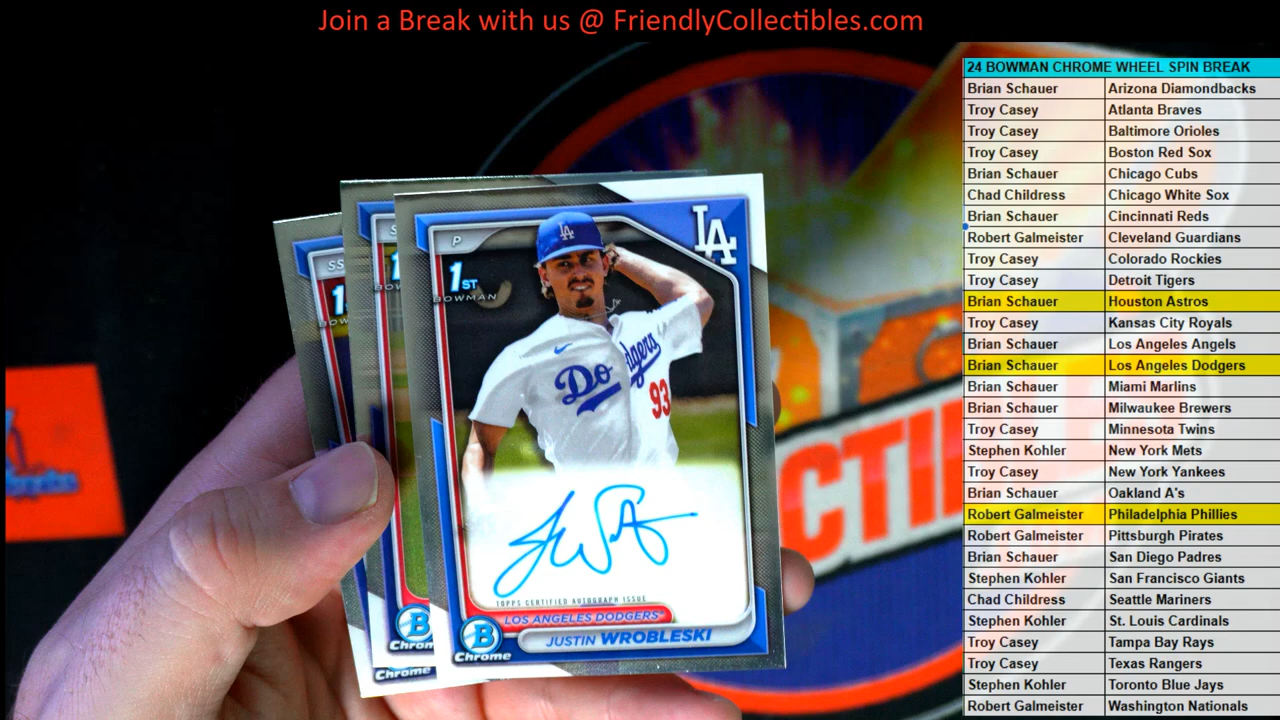 Join a Break with us @ FriendlyCollectibles.com
24 BOWMAN CHROME WHEEL SPIN BREAK
Brian Schauer Arizona Diamondbacks
Troy Casey Atlanta Braves
Troy Casey Baltimore Orioles
Troy Casey Boston Red Sox
Brian Schauer Chicago Cubs
Chad Childress Chicago White Sox
Brian Schauer Cincinnati Reds
Robert Galmeister Cleveland Guardians
Troy Casey Colorado Rockies
Troy Casey Detroit Tigers
Brian Schauer Houston Astros
Troy Casey Kansas City Royals
Brian Schauer Los Angeles Angels
Brian Schauer Los Angeles Dodgers
Brian Schauer Miami Marlins
Brian Schauer Milwaukee Brewers
Troy Casey Minnesota Twins
Stephen Kohler New York Mets
Troy Casey New York Yankees
Brian Schauer Oakland A's
Robert Galmeister Philadelphia Phillies
Robert Galmeister Pittsburgh Pirates
Brian Schauer San Diego Padres
Stephen Kohler San Francisco Giants
Chad Childress Seattle Mariners
Stephen Kohler St. Louis Cardinals
Troy Casey Tampa Bay Rays
Troy Casey Texas Rangers
Stephen Kohler Toronto Blue Jays
Robert Galmeister Washington Nationals
P
LA
1ST
BOWMAN
LA
Dodgers
93
TOPPS CERTIFIED AUTOGRAPH ISSUE
LOS ANGELES DODGERS
JUSTIN WROBLESKI
B
Chrome
SS
B
Chrome
Chrome
CTI